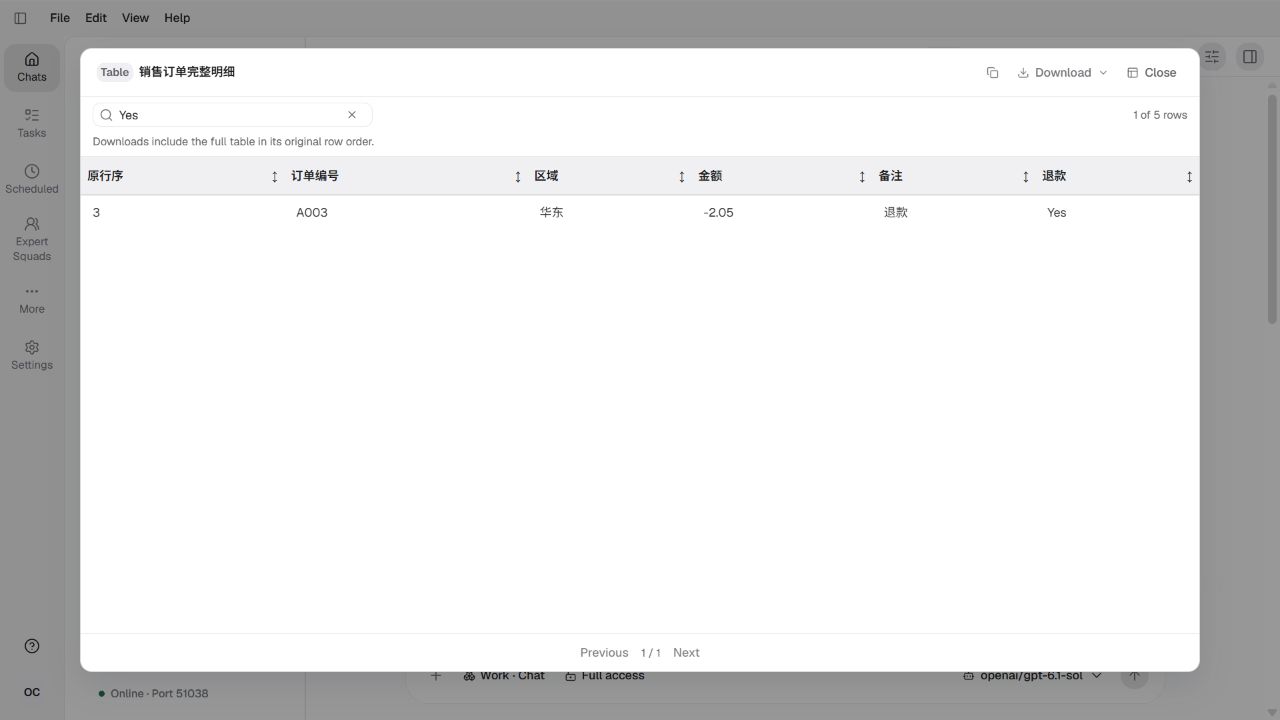 File Edit View Help
Chats
Tasks
Scheduled
Expert
Squads
More
Settings
OC
Table 销售订单完整明细
Download
Close
Yes
1 of 5 rows
Downloads include the full table in its original row order.
原行序 订单编号 区域 金额 备注 退款
3 A003 华东 -2.05 退款 Yes
Previous 1 / 1 Next
Work · Chat Full access openai/gpt-6.1-sol
Online · Port 51038